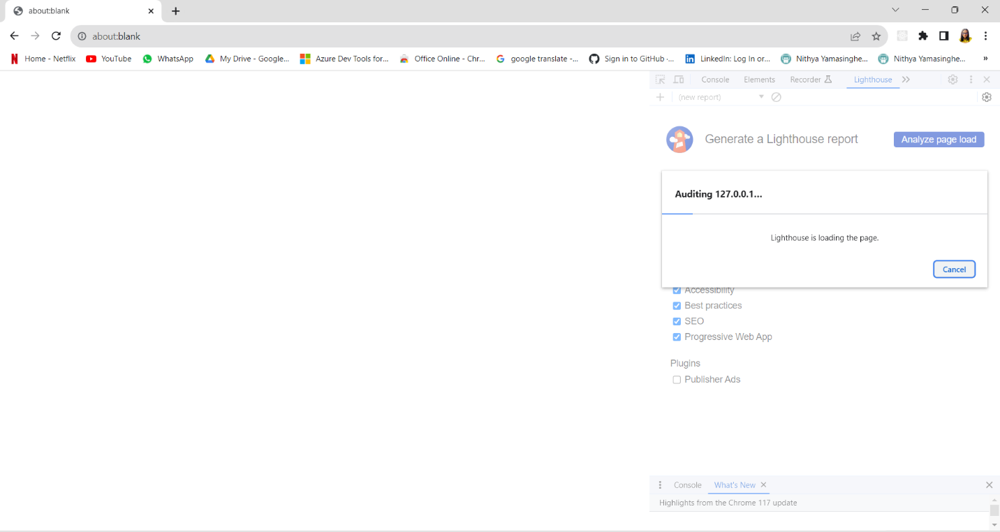 about:blank
about:blank
Home - Netflix YouTube WhatsApp My Drive - Google... Azure Dev Tools for... Office Online - Chr... google translate -... Sign in to GitHub ·... LinkedIn: Log In or... Nithya Yamasinghe... Nithya Yamasinghe... »
Console Elements Recorder Lighthouse
(new report)
Generate a Lighthouse report Analyze page load
Auditing 127.0.0.1...
Lighthouse is loading the page.
Cancel
Accessibility
Best practices
SEO
Progressive Web App
Plugins
Publisher Ads
Console What's New
Highlights from the Chrome 117 update